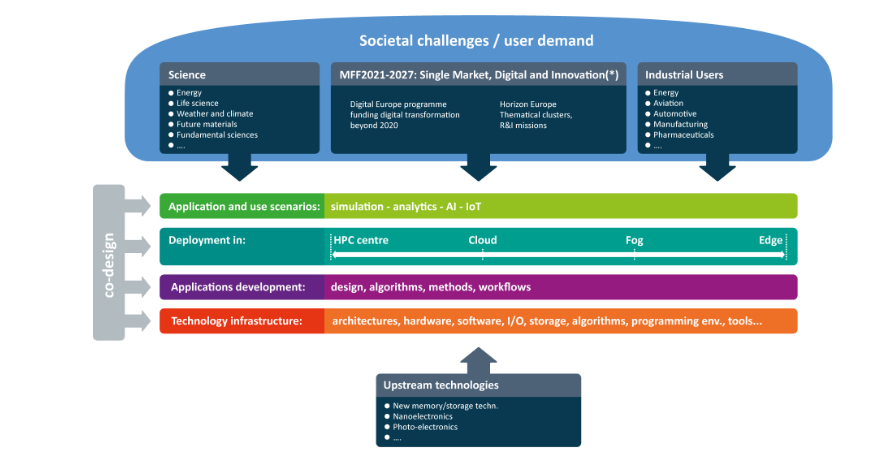 Societal challenges / user demand
Science
● Energy
● Life science
● Weather and climate
● Future materials
● Fundamental sciences
● ....
MFF2021-2027: Single Market, Digital and Innovation(*)
Digital Europe programme
funding digital transformation
beyond 2020
Horizon Europe
Thematical clusters,
R&I missions
Industrial Users
● Energy
● Aviation
● Automotive
● Manufacturing
● Pharmaceuticals
● ....
co-design
Application and use scenarios: simulation - analytics - AI - IoT
Deployment in: HPC centre Cloud Fog Edge
Applications development: design, algorithms, methods, workflows
Technology infrastructure: architectures, hardware, software, I/O, storage, algorithms, programming env., tools...
Upstream technologies
● New memory/storage techn.
● Nanoelectronics
● Photo-electronics
● ....